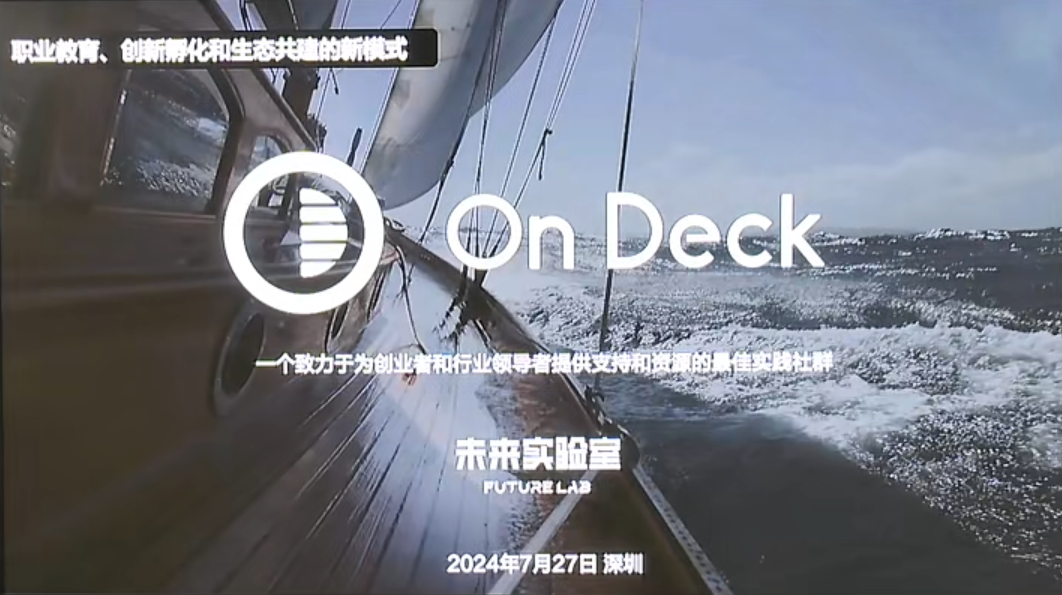 职业教育、创新孵化和生态共建的新模式
On Deck
一个致力于为创业者和行业领导者提供支持和资源的最佳实践社群
未来实验室
FUTURE LAB
2024年7月27日 深圳